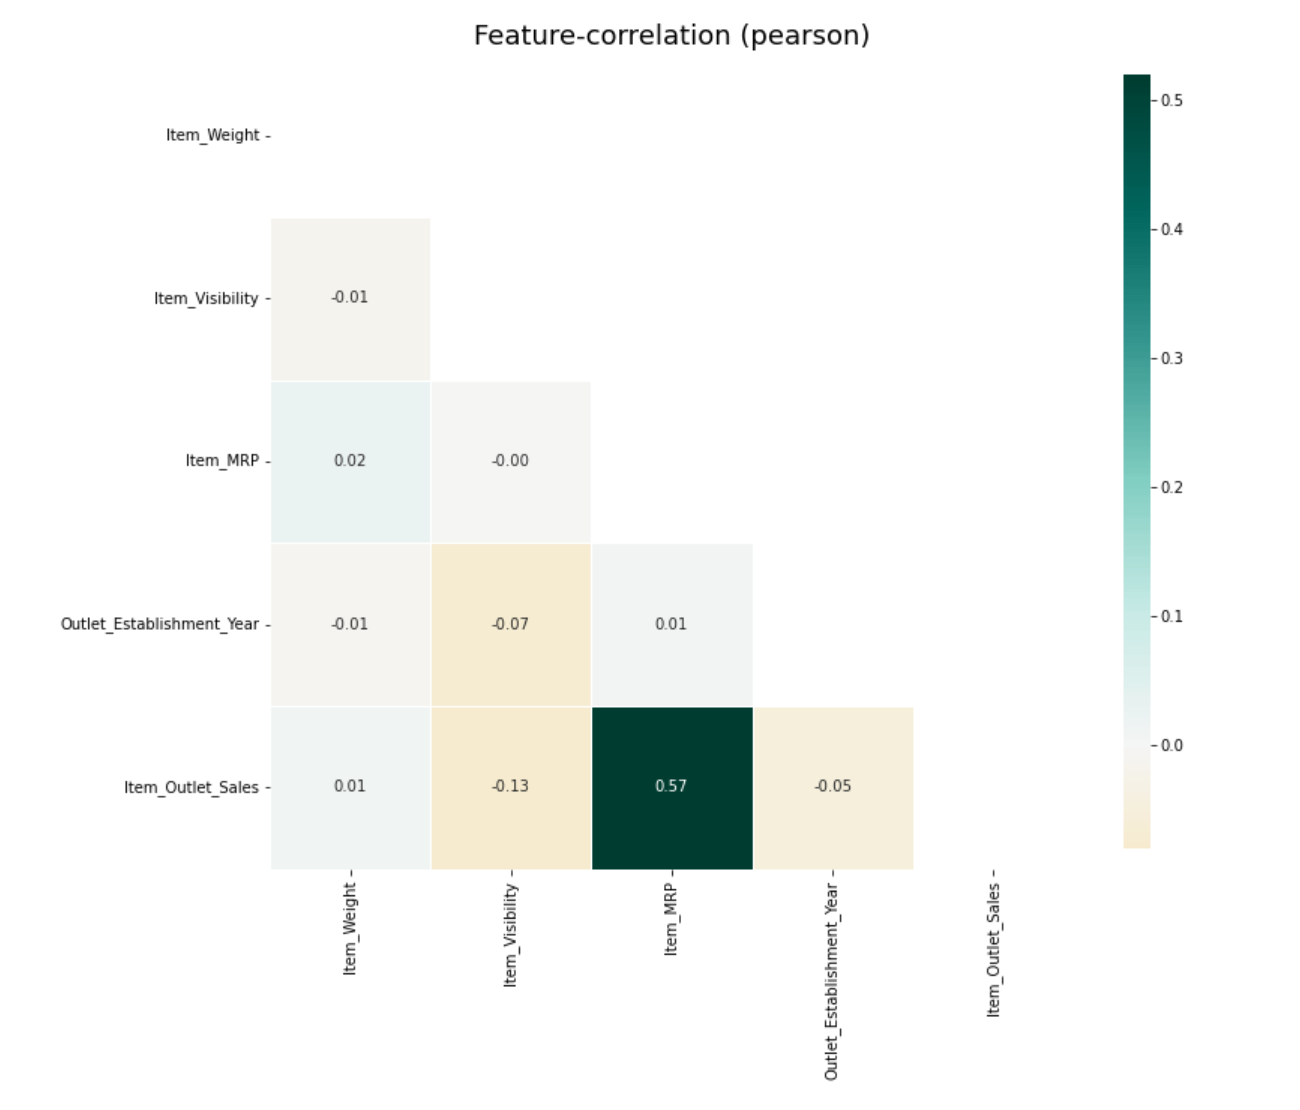 Feature-correlation (pearson)
Item_Weight
Item_Visibility
-0.01
Item_MRP
0.02
-0.00
Outlet_Establishment_Year
-0.01
-0.07
0.01
Item_Outlet_Sales
0.01
-0.13
0.57
-0.05
Item_Weight
Item_Visibility
Item_MRP
Outlet_Establishment_Year
Item_Outlet_Sales
0.5
0.4
0.3
0.2
0.1
0.0